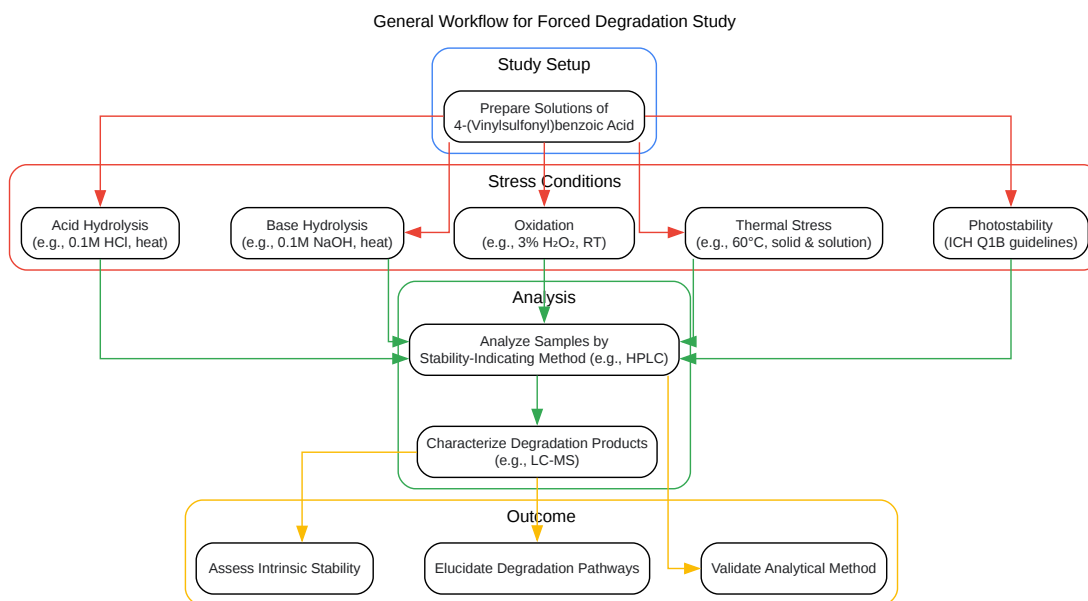 General Workflow for Forced Degradation Study
Study Setup
Prepare Solutions of
4-(Vinylsulfonyl)benzoic Acid
Stress Conditions
Acid Hydrolysis
(e.g., 0.1M HCl, heat)
Base Hydrolysis
(e.g., 0.1M NaOH, heat)
Oxidation
(e.g., 3% H₂O₂, RT)
Thermal Stress
(e.g., 60°C, solid & solution)
Photostability
(ICH Q1B guidelines)
Analysis
Analyze Samples by
Stability-Indicating Method (e.g., HPLC)
Characterize Degradation Products
(e.g., LC-MS)
Outcome
Assess Intrinsic Stability
Elucidate Degradation Pathways
Validate Analytical Method